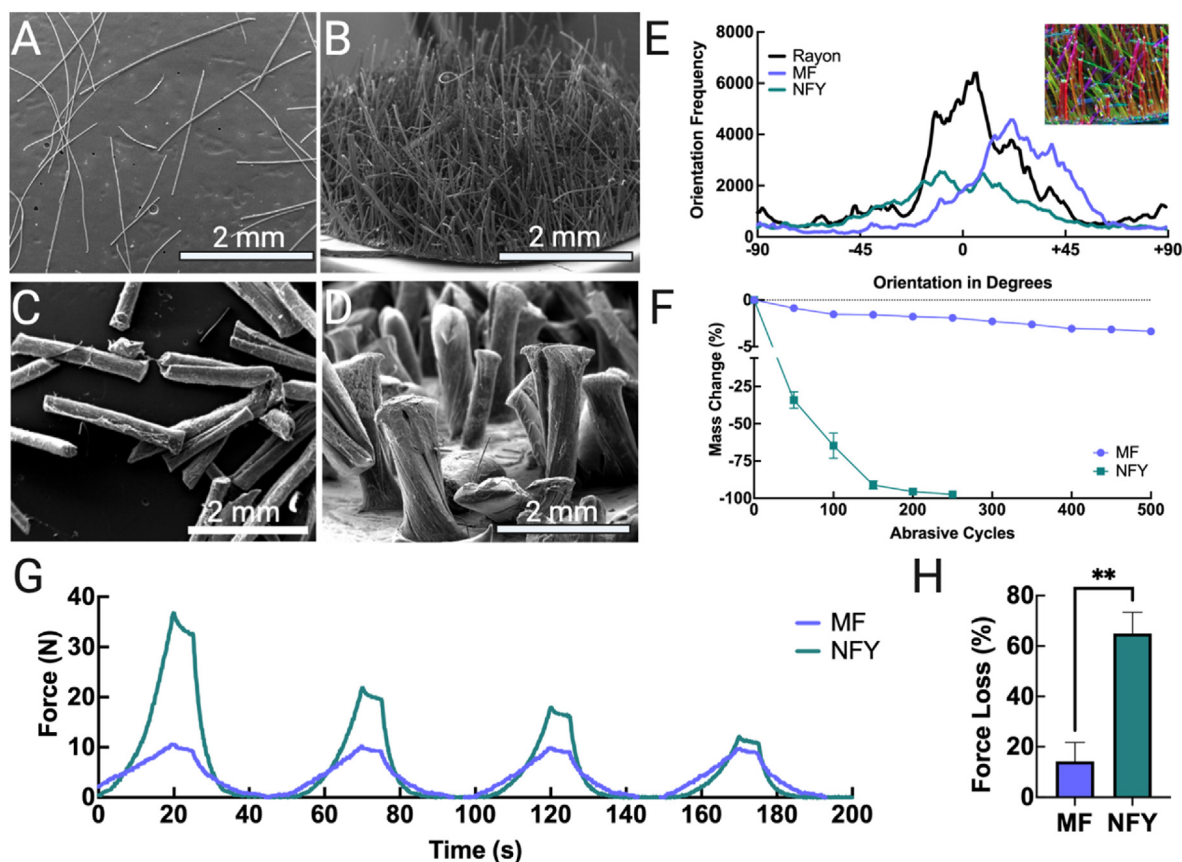 A
2 mm
B
2 mm
C
2 mm
D
2 mm
E
8000
6000
4000
2000
0
Orientation Frequency
Rayon
MF
NFY
-90
-45
0
+45
+90
Orientation in Degrees
F
0
-5
-25
-50
-75
-100
Mass Change (%)
MF
NFY
0
100
200
300
400
500
Abrasive Cycles
G
40
30
20
10
0
Force (N)
MF
NFY
0
20
40
60
80
100
120
140
160
180
200
Time (s)
H
**
80
60
40
20
0
Force Loss (%)
MF
NFY